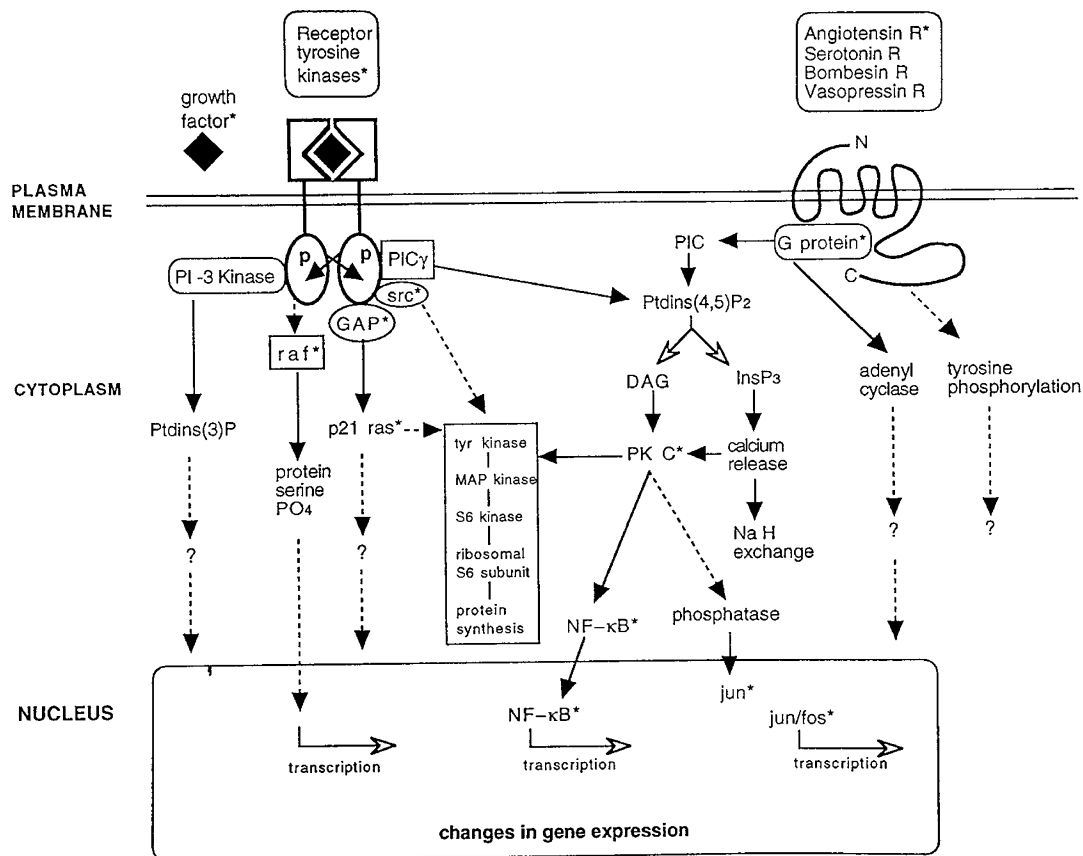 Receptor
tyrosine
kinases*
Angiotensin R*
Serotonin R
Bombesin R
Vasopressin R
growth
factor*
N
PLASMA
MEMBRANE
p
p
PI -3 Kinase
PICγ
src*
GAP*
raf*
PIC
G protein*
C
Ptdins(4,5)P2
CYTOPLASM
DAG
InsP3
adenyl
cyclase
tyrosine
phosphorylation
Ptdins(3)P
p21 ras*
protein
serine
PO4
tyr kinase
MAP kinase
S6 kinase
ribosomal
S6 subunit
protein
synthesis
PK C*
calcium
release
Na H
exchange
?
?
?
?
NF-κB*
phosphatase
NUCLEUS
jun*
NF-κB*
jun/fos*
transcription
transcription
transcription
changes in gene expression